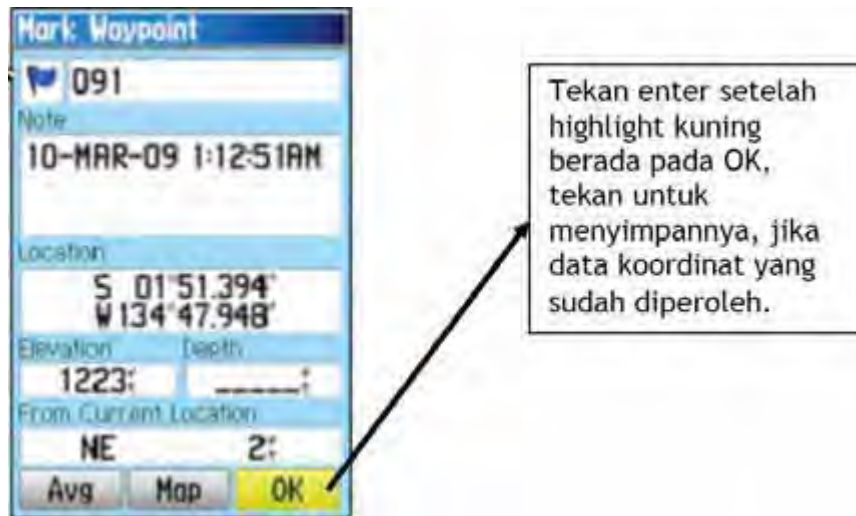 Mark Waypoint
091
Note
10-MAR-09 1:12:51AM
Location
S 01°51.394'
W 134°47.948'
Elevation Depth
1223 _____
From Current Location
NE 2
Avg Map OK
Tekan enter setelah
highlight kuning
berada pada OK,
tekan untuk
menyimpannya, jika
data koordinat yang
sudah diperoleh.